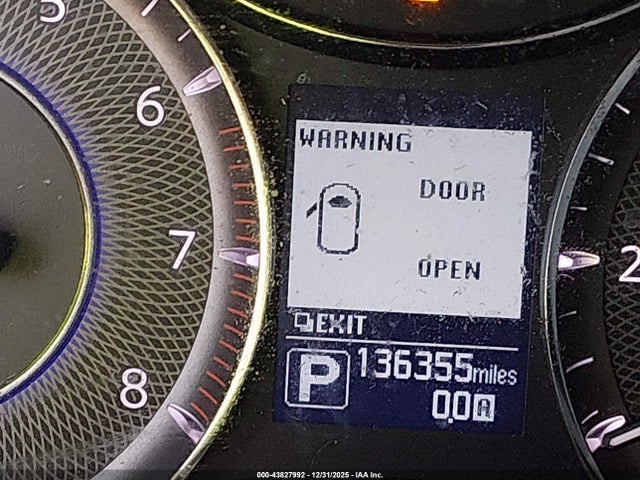 5
6
7
8
WARNING
DOOR
OPEN
EXIT
P
136355miles
0.0 A
2
000-43827992 - 12/31/2025 - IAA Inc.